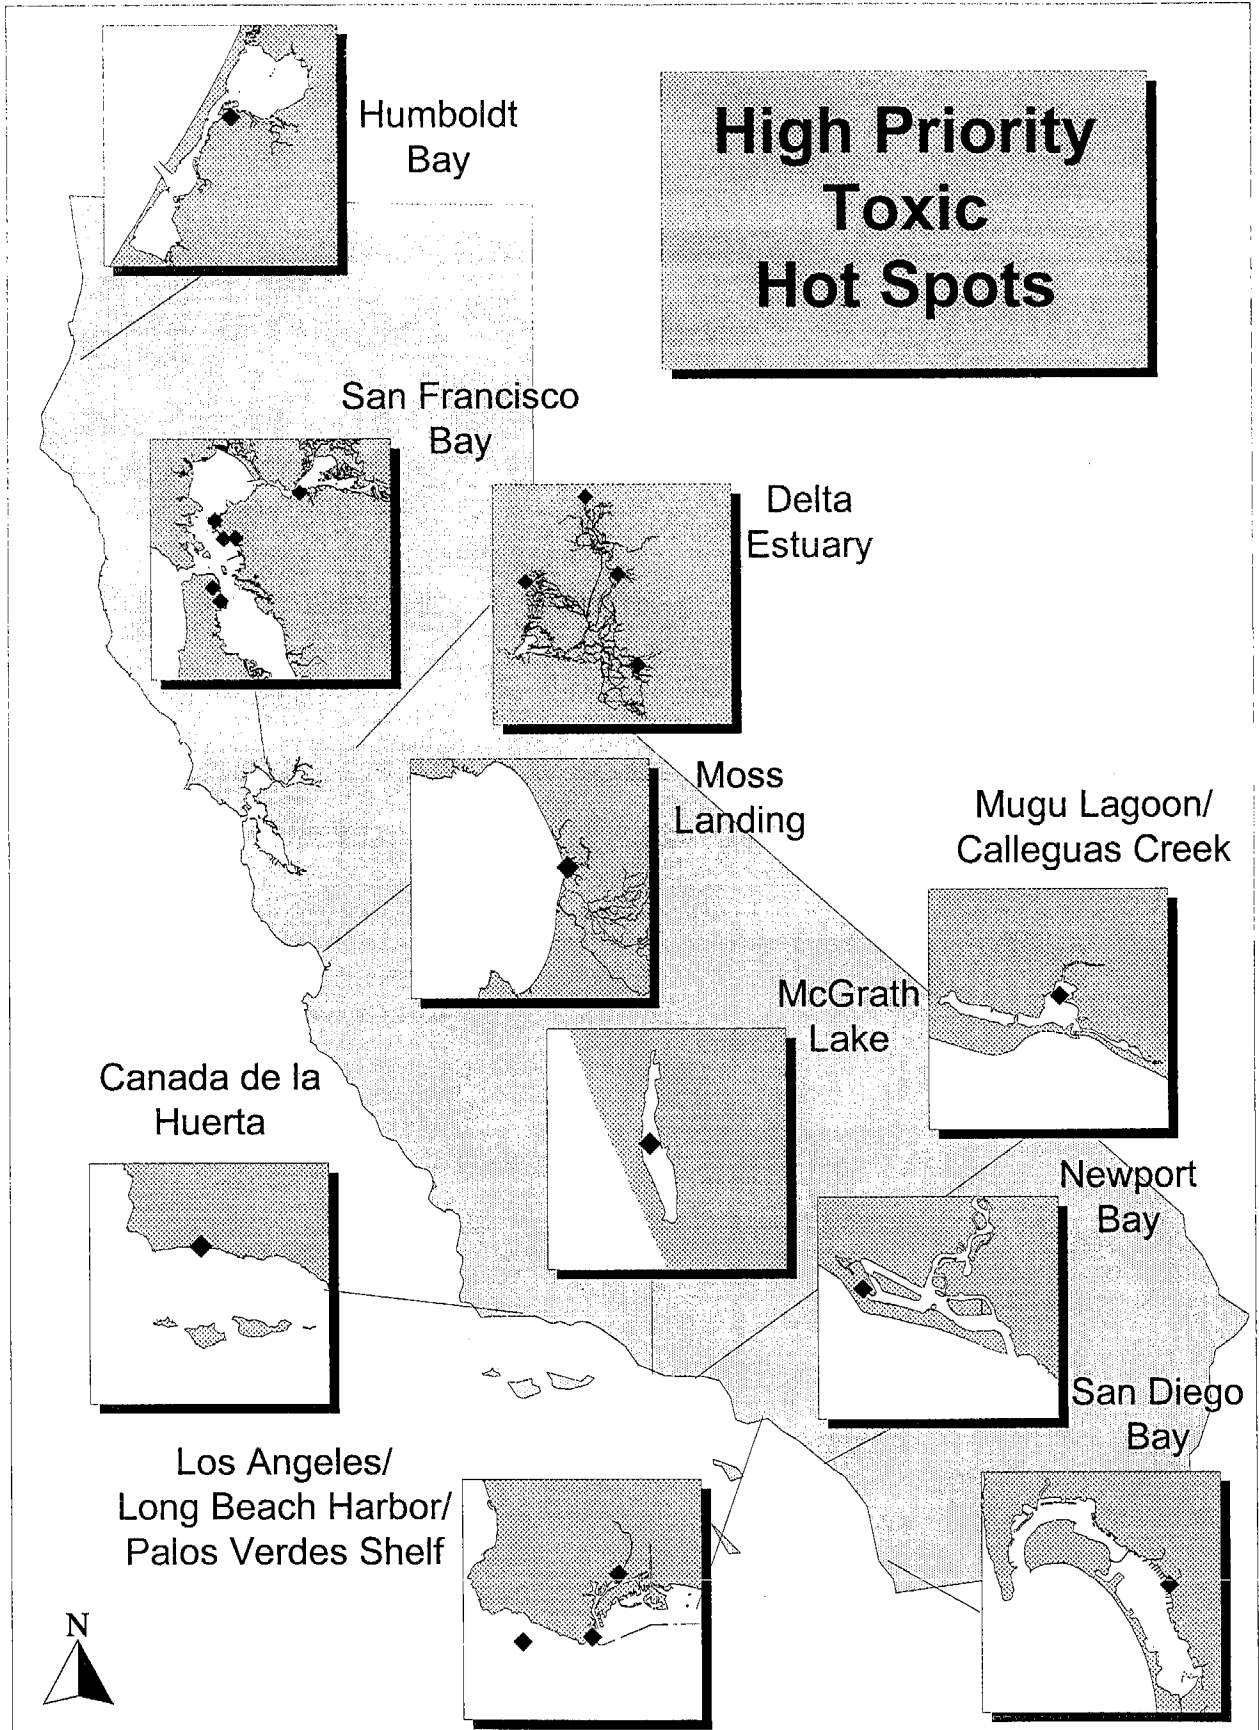 High Priority
Toxic
Hot Spots
Humboldt
Bay
San Francisco
Bay
Delta
Estuary
Moss
Landing
Mugu Lagoon/
Calleguas Creek
McGrath
Lake
Canada de la
Huerta
Newport
Bay
San Diego
Bay
Los Angeles/
Long Beach Harbor/
Palos Verdes Shelf
N